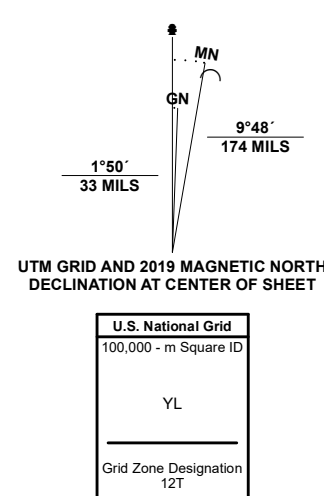 MN
GN
9°48´
174 MILS
1°50´
33 MILS
UTM GRID AND 2019 MAGNETIC NORTH
DECLINATION AT CENTER OF SHEET
U.S. National Grid
100,000 - m Square ID
YL
Grid Zone Designation
12T